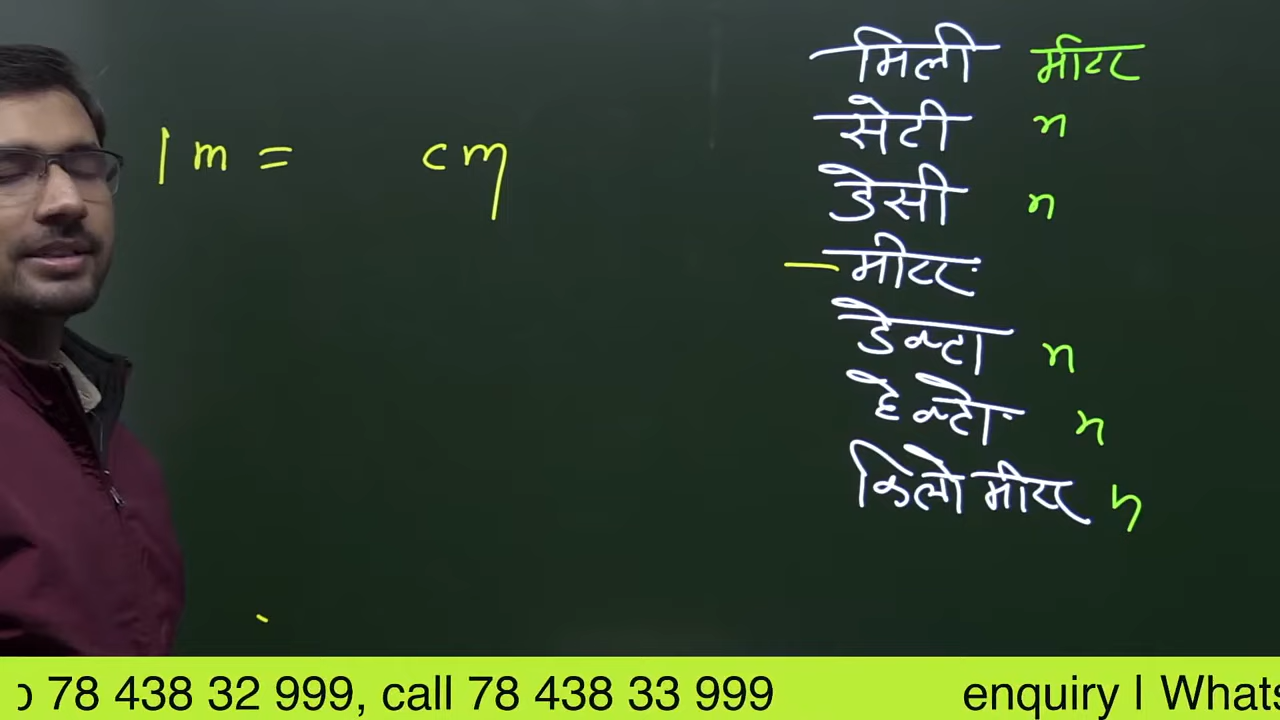 1 m = cm
मिली मीटर
सेटी "
डेसी "
मीटर
डेक्टा "
हेक्टो "
किलो मीटर "
78 438 32 999, call 78 438 33 999 enquiry I Whats